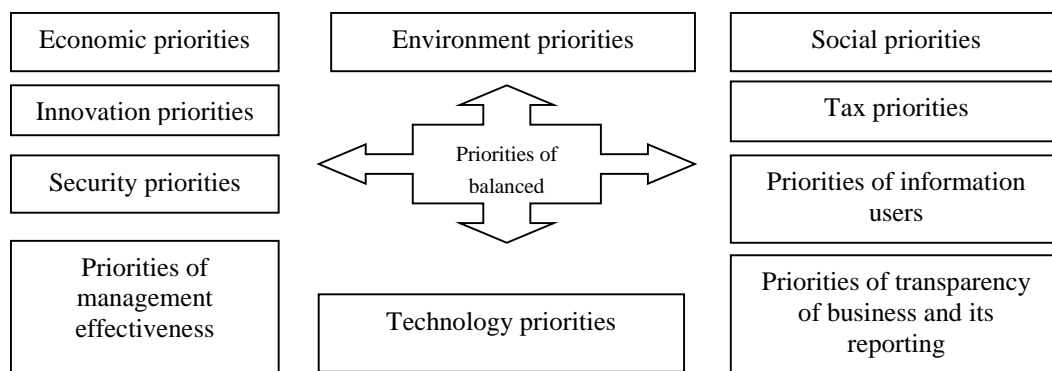 Economic priorities
Environment priorities
Social priorities
Innovation priorities
Tax priorities
Security priorities
Priorities of
balanced
Priorities of information
users
Priorities of
management
effectiveness
Technology priorities
Priorities of transparency
of business and its
reporting